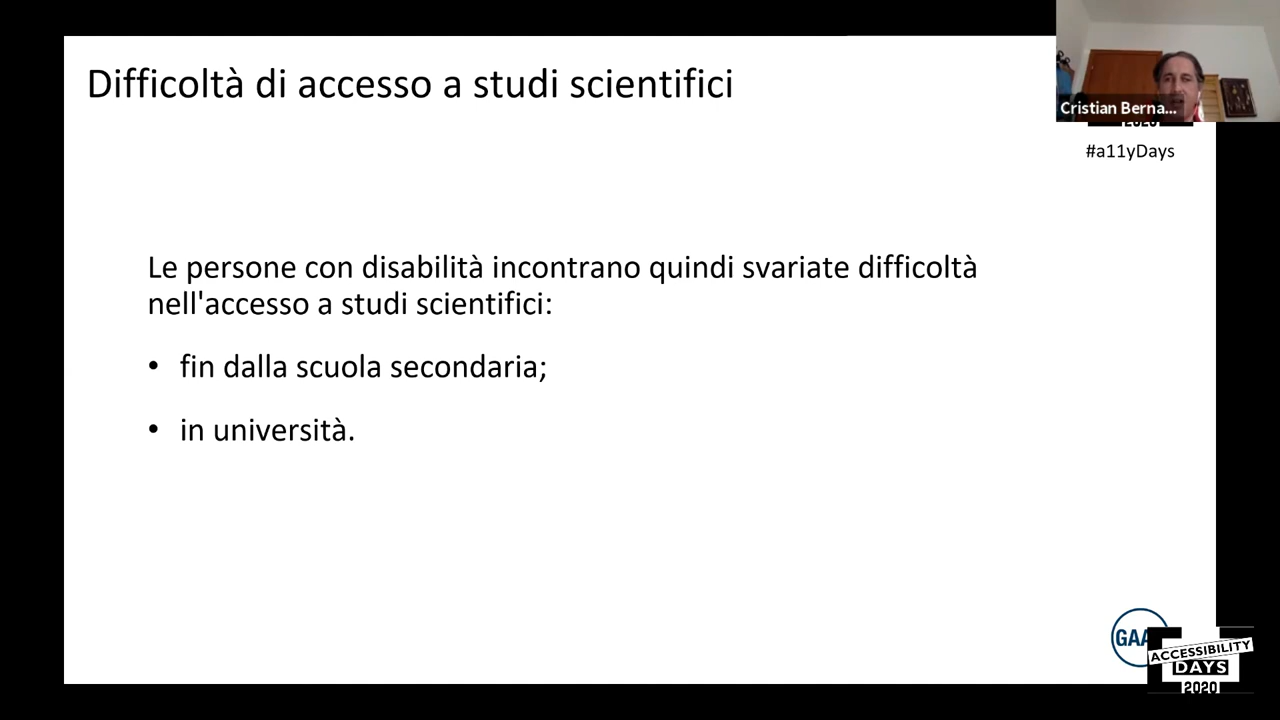 Difficoltà di accesso a studi scientifici
Cristian Berna...
2020
#a11yDays
Le persone con disabilità incontrano quindi svariate difficoltà
nell'accesso a studi scientifici:
• fin dalla scuola secondaria;
• in università.
ACCESSIBILITY
DAYS
2020